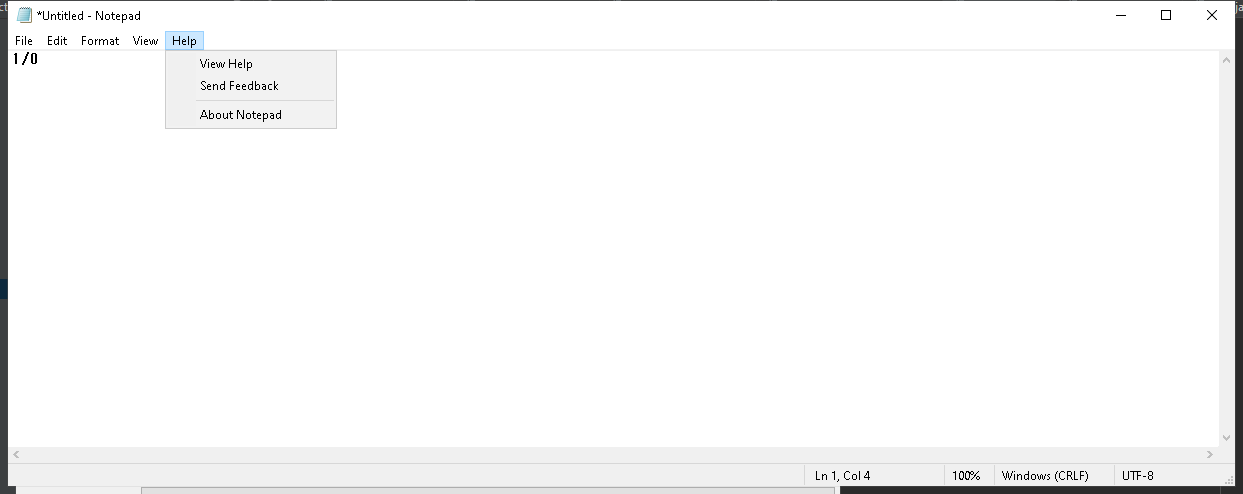 *Untitled - Notepad
File Edit Format View Help
1/0
View Help
Send Feedback
About Notepad
Ln 1, Col 4 100% Windows (CRLF) UTF-8